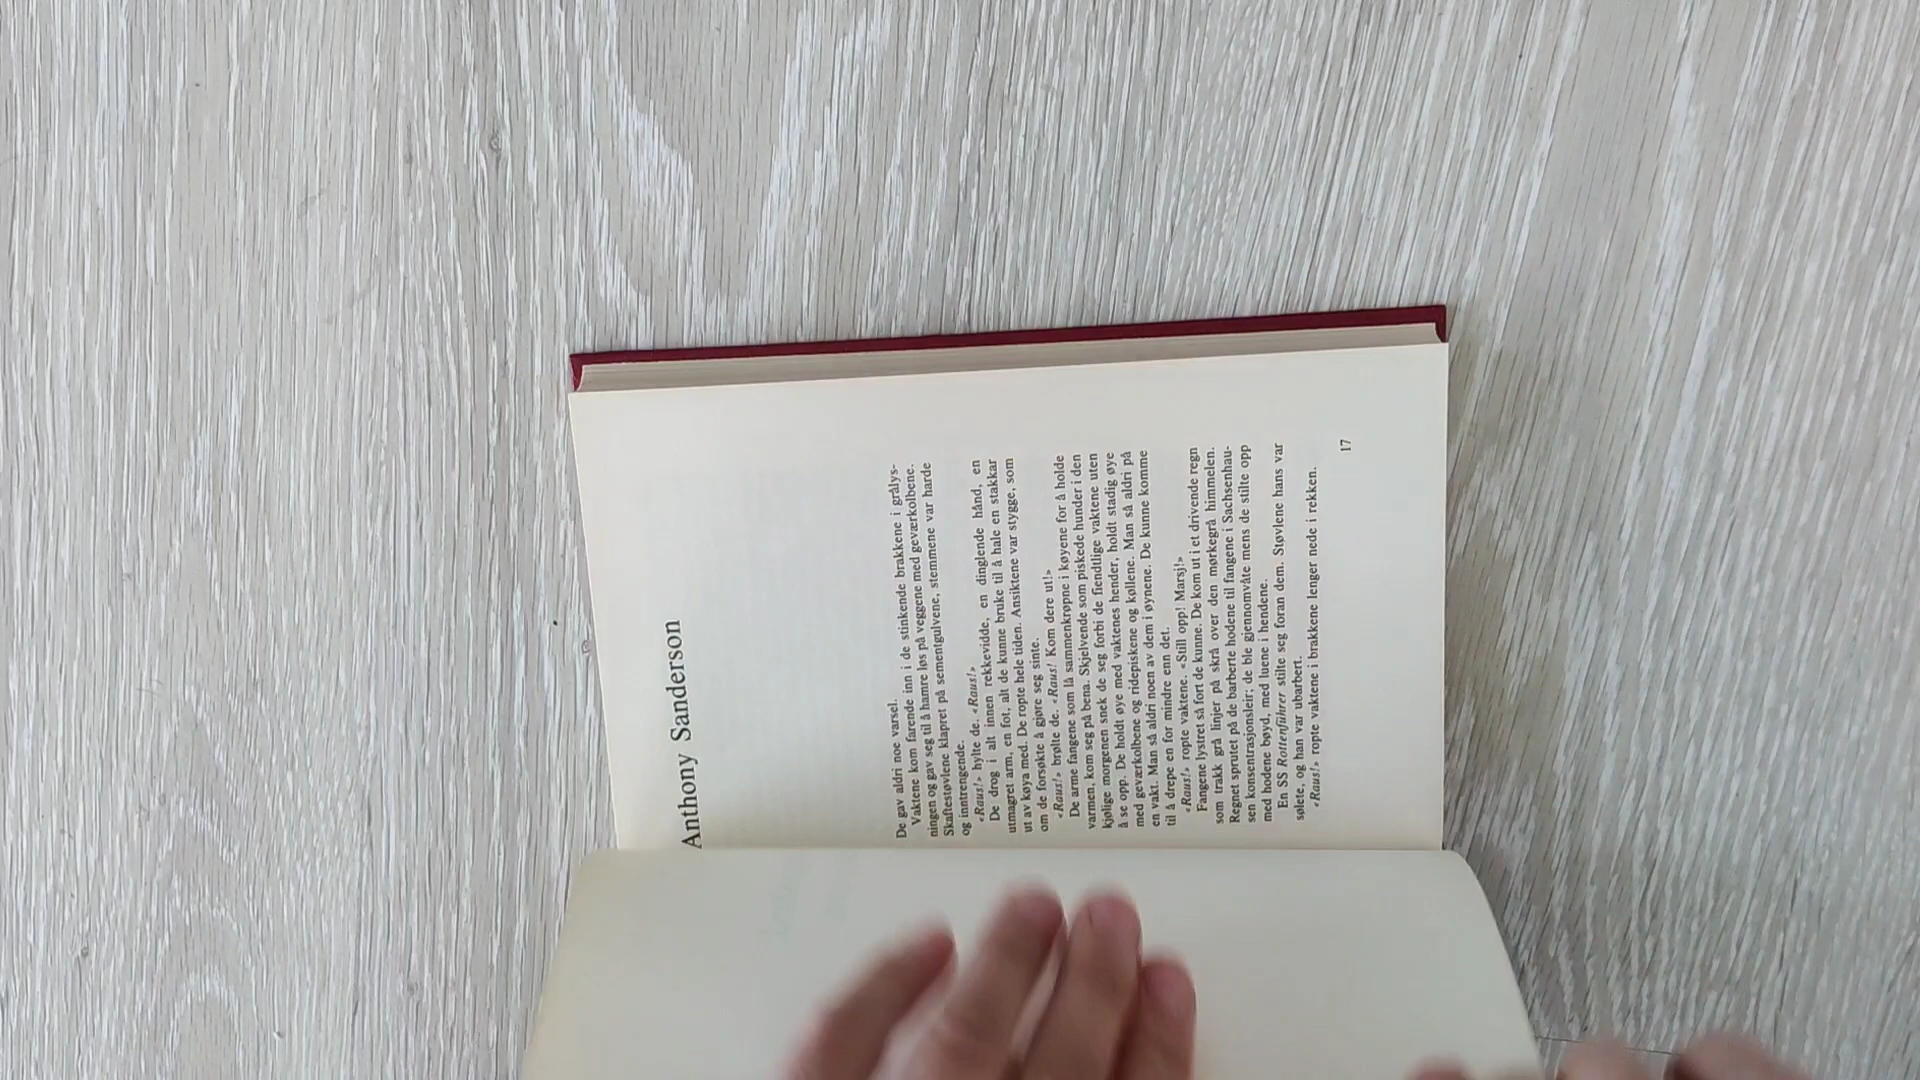 Anthony Sanderson
De gav aldri noe varsel.
Vaktene kom farende inn i de stinkende brakkene i grålys-
ningen og gav seg til å hamre løs på veggene med geværkolbene.
Skaftestøvlene klapret på sementgulvene, stemmene var harde
og inntrengende.
«Raus!» hylte de. «Raus!»
De drog i alt innen rekkevidde, en dinglende hånd, en
utmagret arm, en fot, alt de kunne bruke til å hale en stakkar
ut av køya med. De ropte hele tiden. Ansiktene var stygge, som
om de forsøkte å gjøre seg sinte.
«Raus!» brølte de. «Raus! Kom dere ut!»
De arme fangene som lå sammenkrøpne i køyene for å holde
varmen, kom seg på bena. Skjelvende som piskede hunder i den
kjølige morgenen snek de seg forbi de fiendtlige vaktene uten
å se opp. De holdt øye med vaktenes hender, holdt stadig øye
med geværkolbene og ridepiskene og køllene. Man så aldri på
en vakt. Man så aldri noen av dem i øynene. De kunne komme
til å drepe en for mindre enn det.
«Raus!» ropte vaktene. «Still opp! Marsj!»
Fangene lystret så fort de kunne. De kom ut i et drivende regn
som trakk grå linjer på skrå over den mørkegrå himmelen.
Regnet sprutet på de barberte hodene til fangene i Sachsenhau-
sen konsentrasjonsleir; de ble gjennomvåte mens de stilte opp
med hodene bøyd, med luene i hendene.
En SS Rottenführer stilte seg foran dem. Støvlene hans var
sølete, og han var ubarbert.
«Raus!» ropte vaktene i brakkene lenger nede i rekken.
17